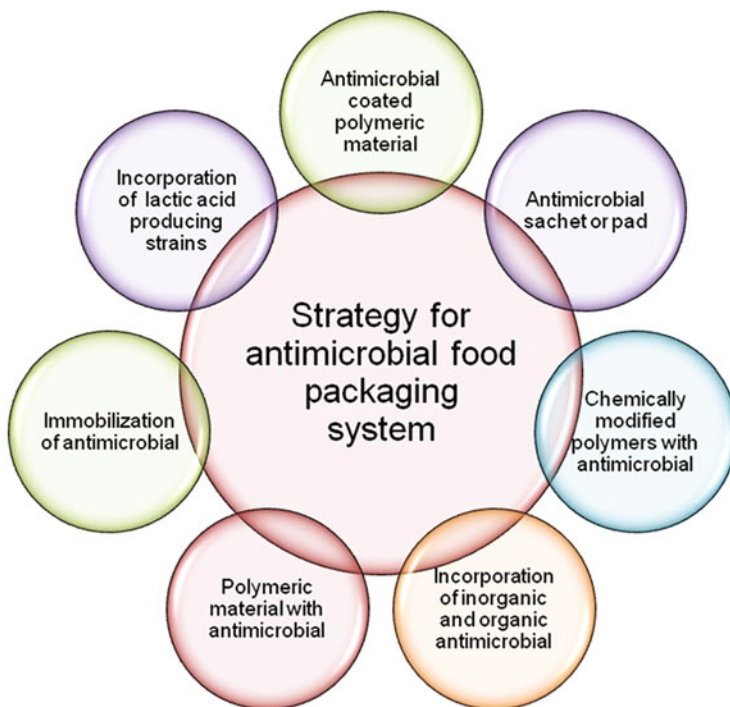 Antimicrobial
coated
polymeric
material
Antimicrobial
sachet or pad
Chemically
modified
polymers with
antimicrobial
Incorporation
of inorganic
and organic
antimicrobial
Polymeric
material with
antimicrobial
Immobilization
of antimicrobial
Incorporation
of lactic acid
producing
strains
Strategy for
antimicrobial food
packaging
system